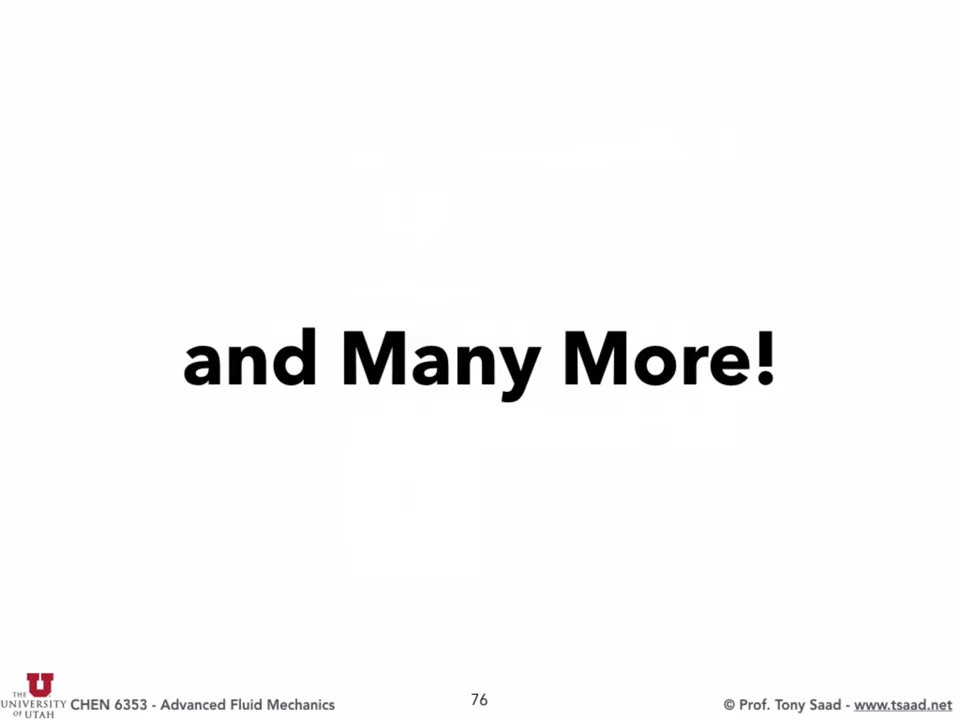 and Many More!
THE
UNIVERSITY
OF UTAH
CHEN 6353 - Advanced Fluid Mechanics
76
© Prof. Tony Saad - www.tsaad.net